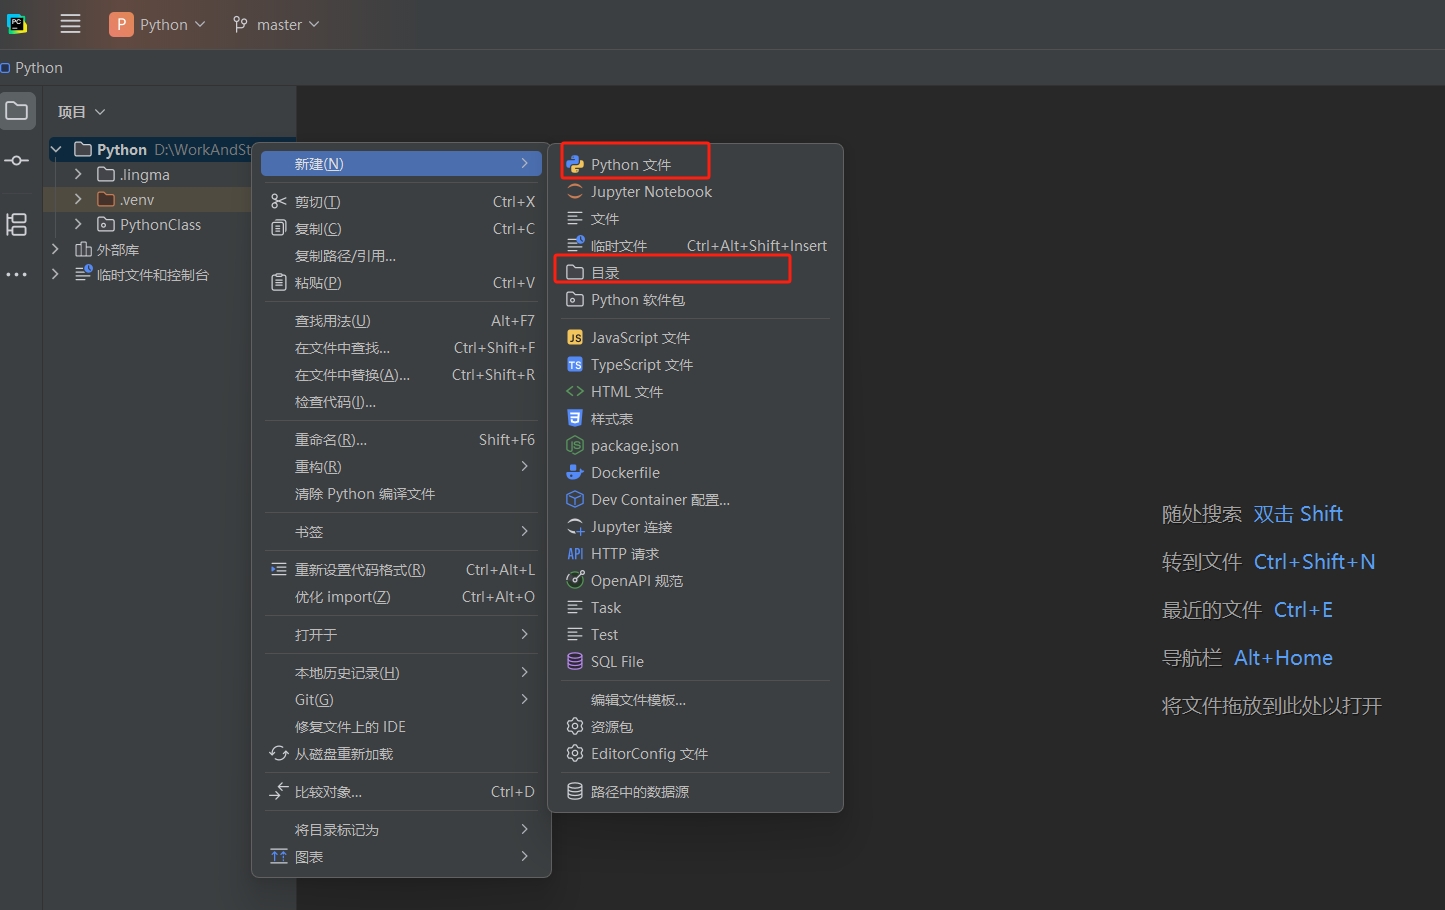 PC
P Python master
Python
项目
Python D:\WorkAndSt
.lingma
.venv
PythonClass
外部库
临时文件和控制台
新建(N)
剪切(T) Ctrl+X
复制(C) Ctrl+C
复制路径/引用...
粘贴(P) Ctrl+V
查找用法(U) Alt+F7
在文件中查找... Ctrl+Shift+F
在文件中替换(A)... Ctrl+Shift+R
检查代码(I)...
重命名(R)... Shift+F6
重构(R)
清除 Python 编译文件
书签
重新设置代码格式(R) Ctrl+Alt+L
优化 import(Z) Ctrl+Alt+O
打开于
本地历史记录(H)
Git(G)
修复文件上的 IDE
从磁盘重新加载
比较对象... Ctrl+D
将目录标记为
图表
Python 文件
Jupyter Notebook
文件
临时文件 Ctrl+Alt+Shift+Insert
目录
Python 软件包
JS JavaScript 文件
TS TypeScript 文件
HTML 文件
样式表
package.json
Dockerfile
Dev Container 配置...
Jupyter 连接
API HTTP 请求
OpenAPI 规范
Task
Test
SQL File
编辑文件模板...
资源包
EditorConfig 文件
路径中的数据源
随处搜索 双击 Shift
转到文件 Ctrl+Shift+N
最近的文件 Ctrl+E
导航栏 Alt+Home
将文件拖放到此处以打开